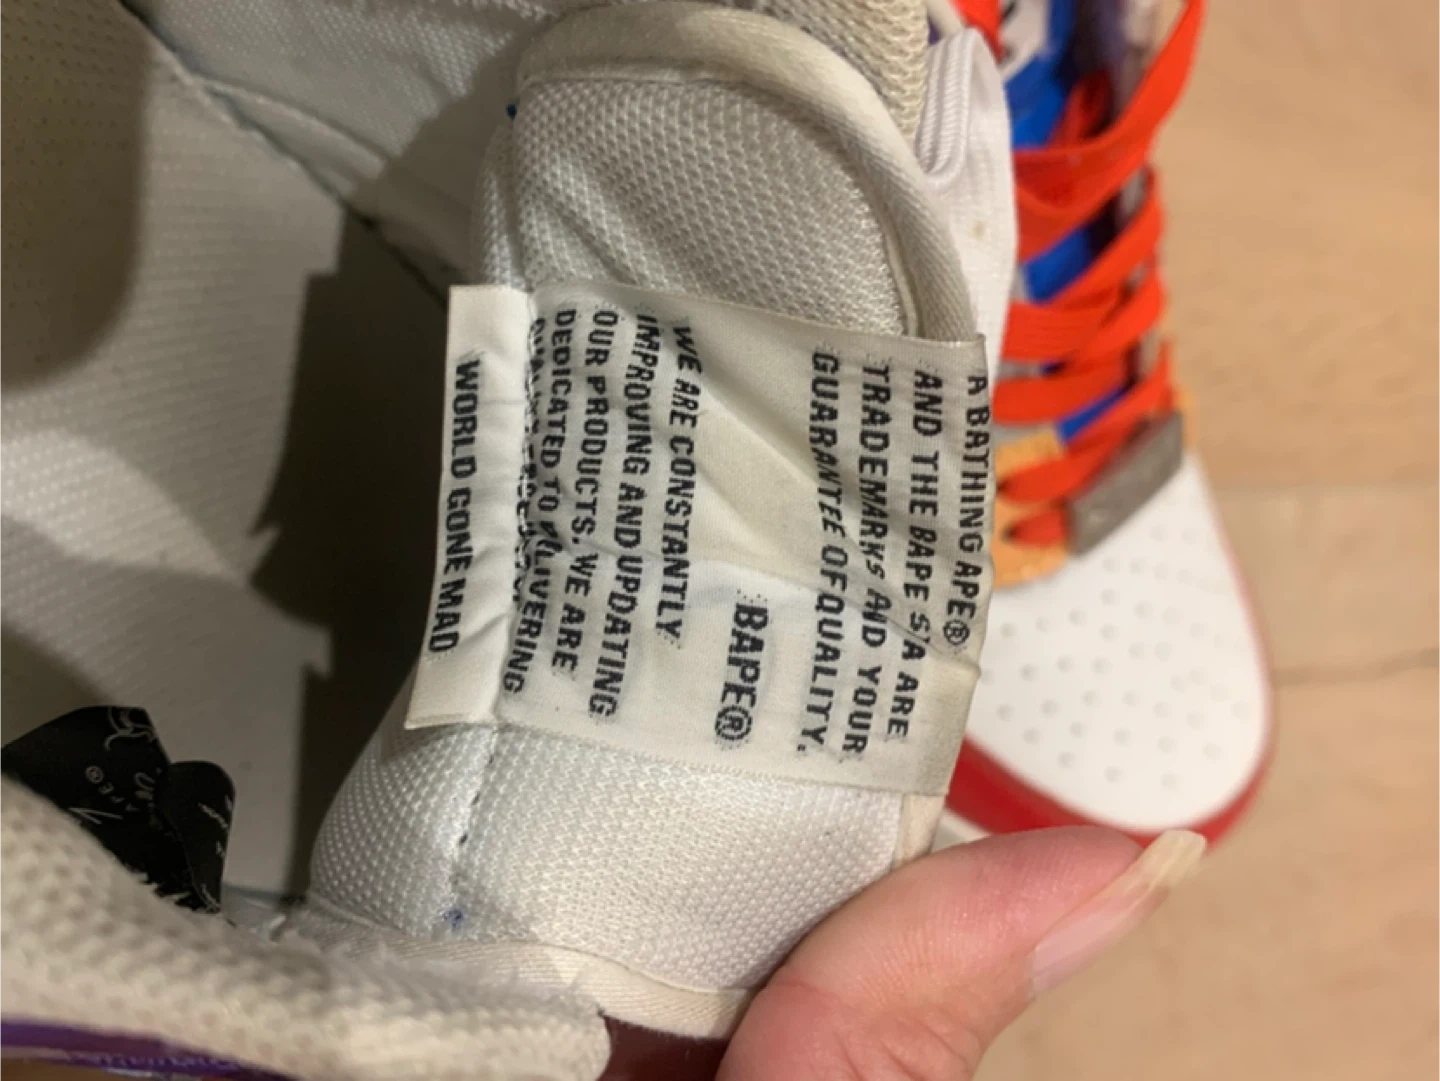 A BATHING APE®
AND THE BAPE STA ARE
TRADEMARKS AND YOUR
GUARANTEE OF QUALITY.
BAPE®
WE ARE CONSTANTLY
IMPROVING AND UPDATING
OUR PRODUCTS. WE ARE
DEDICATED TO DELIVERING
WORLD GONE MAD